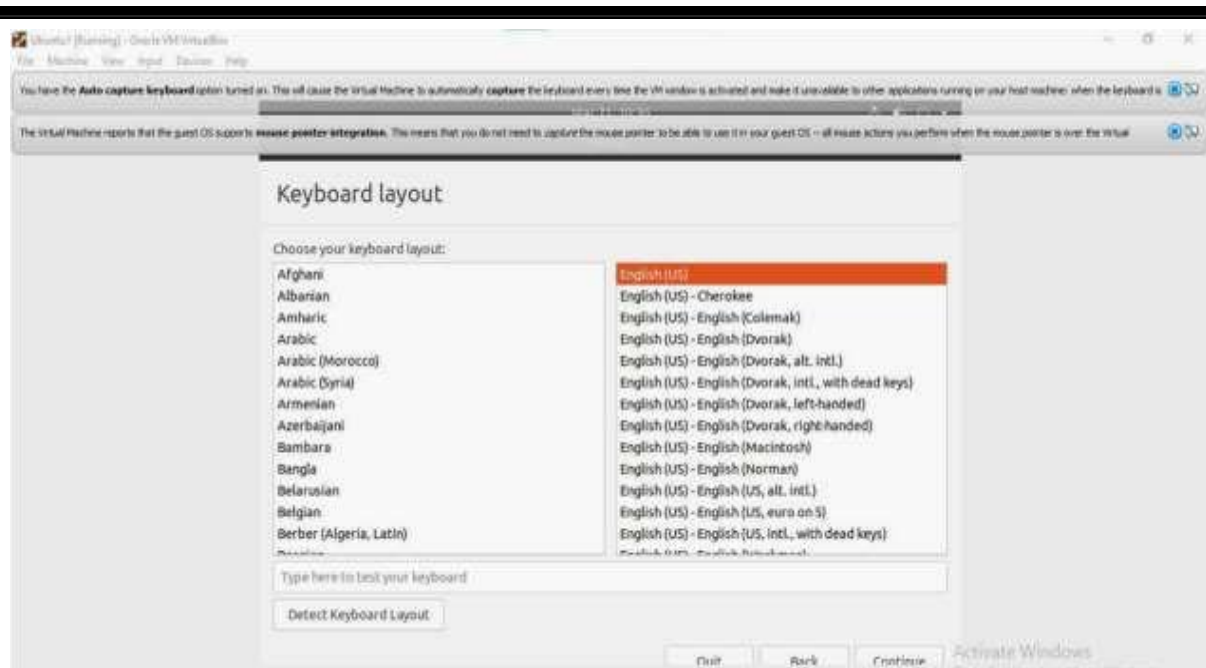 Ubuntu1 [Running] - Oracle VM VirtualBox
File Machine View Input Devices Help
You have the Auto capture keyboard option turned on. This will cause the Virtual Machine to automatically capture the keyboard every time the VM window is activated and make it unavailable to other applications running on your host machine: when the keyboard is
The Virtual Machine reports that the guest OS supports mouse pointer integration. This means that you do not need to capture the mouse pointer to be able to use it in your guest OS -- all mouse actions you perform when the mouse pointer is over the Virtual
Keyboard layout
Choose your keyboard layout:
Afghani
Albanian
Amharic
Arabic
Arabic (Morocco)
Arabic (Syria)
Armenian
Azerbaijani
Bambara
Bangla
Belarusian
Belgian
Berber (Algeria, Latin)
English (US)
English (US) - Cherokee
English (US) - English (Colemak)
English (US) - English (Dvorak)
English (US) - English (Dvorak, alt. intl.)
English (US) - English (Dvorak, intl., with dead keys)
English (US) - English (Dvorak, left-handed)
English (US) - English (Dvorak, right-handed)
English (US) - English (Macintosh)
English (US) - English (Norman)
English (US) - English (US, alt. intl.)
English (US) - English (US, euro on 5)
English (US) - English (US, intl., with dead keys)
Type here to test your keyboard
Detect Keyboard Layout
Quit Back Continue
Activate Windows